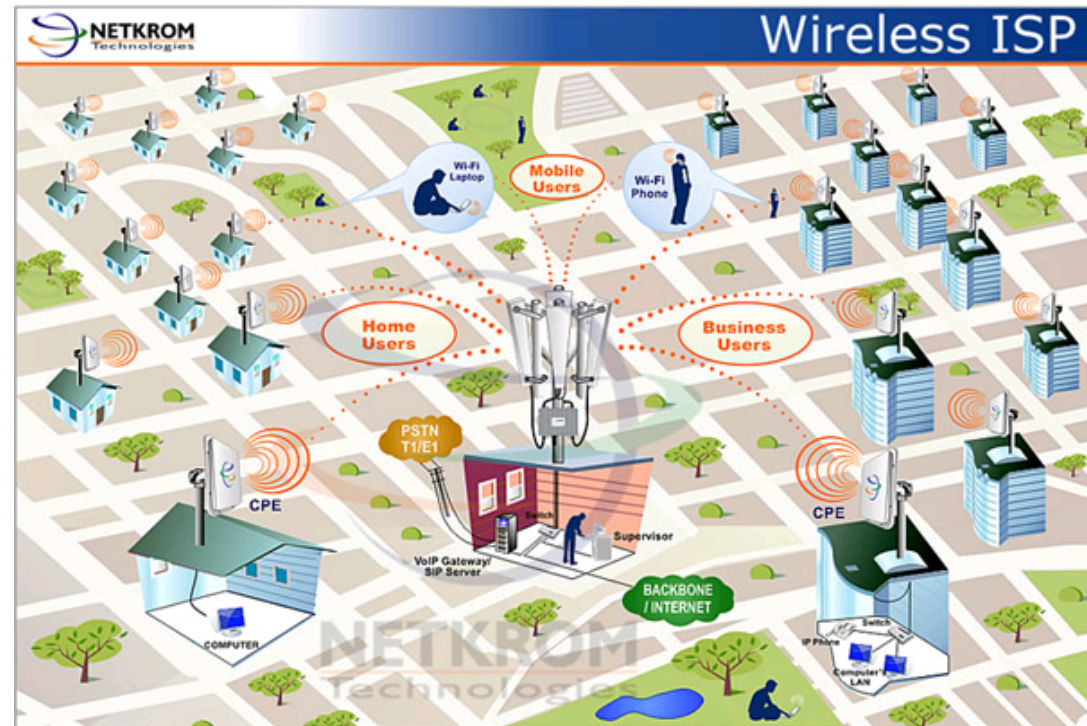 NETKROM
Technologies
Wireless ISP
Wi-Fi
Laptop
Mobile
Users
Wi-Fi
Phone
Home
Users
Business
Users
PSTN
T1/E1
CPE
CPE
Switch
Supervisor
VoIP Gateway/
SIP Server
BACKBONE
/ INTERNET
COMPUTER
Switch
IP Phone
Computer's
LAN
NETKROM
Technologies